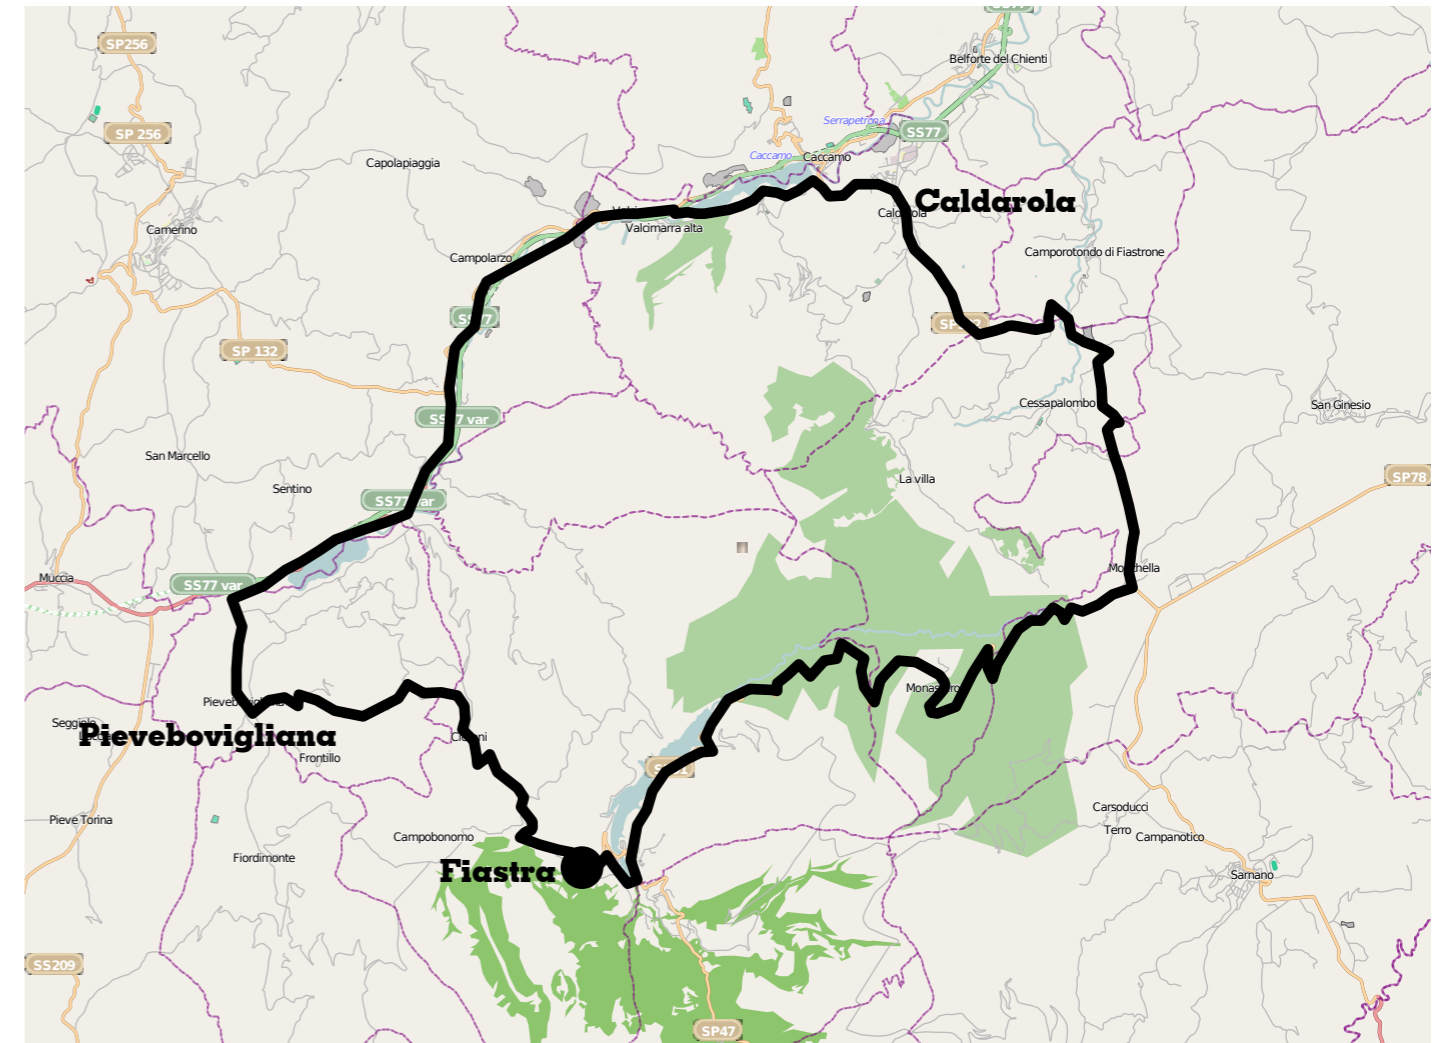 SS77
SP256
Belforte del Chienti
Serrapetrona
SP 256
SS77
Caccamo
Caccamo
Capolapiaggia
Caldarola
Camerino
Valcimarra alta
Camporotondo di Fiastrone
Campolarzo
SP 132
Cessapalombo
San Ginesio
SS77 var
San Marcello
La villa
SP78
Sentino
SS77 var
Muccia
SS77 var
Monastero
Pievebovigliana
Frontillo
Carsoducci
Pieve Torina
Terro
Campanotico
Campobonomo
Fiordimonte
Fiastra
Sarnano
SS209
SP47